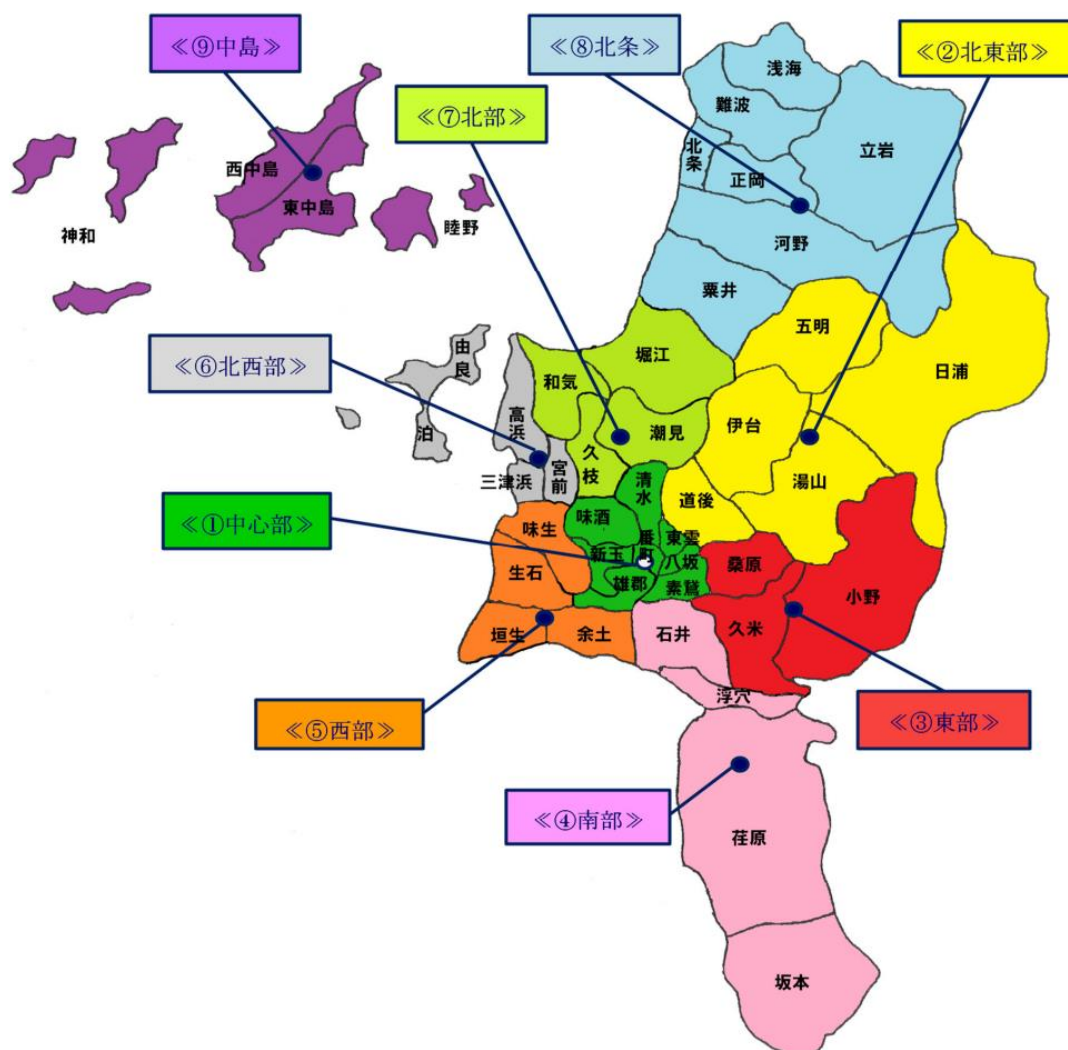 ≪⑨中島≫
≪⑧北条≫
≪②北東部≫
≪⑦北部≫
浅海
難波
北条
正岡
立岩
西中島
東中島
神和
睦野
河野
粟井
五明
日浦
≪⑥北西部≫
由良
泊
高浜
三津浜
宮前
和気
堀江
潮見
久枝
伊台
湯山
道後
≪①中心部≫
清水
味酒
番町
東雲
新玉
八坂
雄郡
素鵞
味生
生石
垣生
余土
桑原
久米
小野
石井
浮穴
≪⑤西部≫
≪③東部≫
≪④南部≫
荏原
坂本